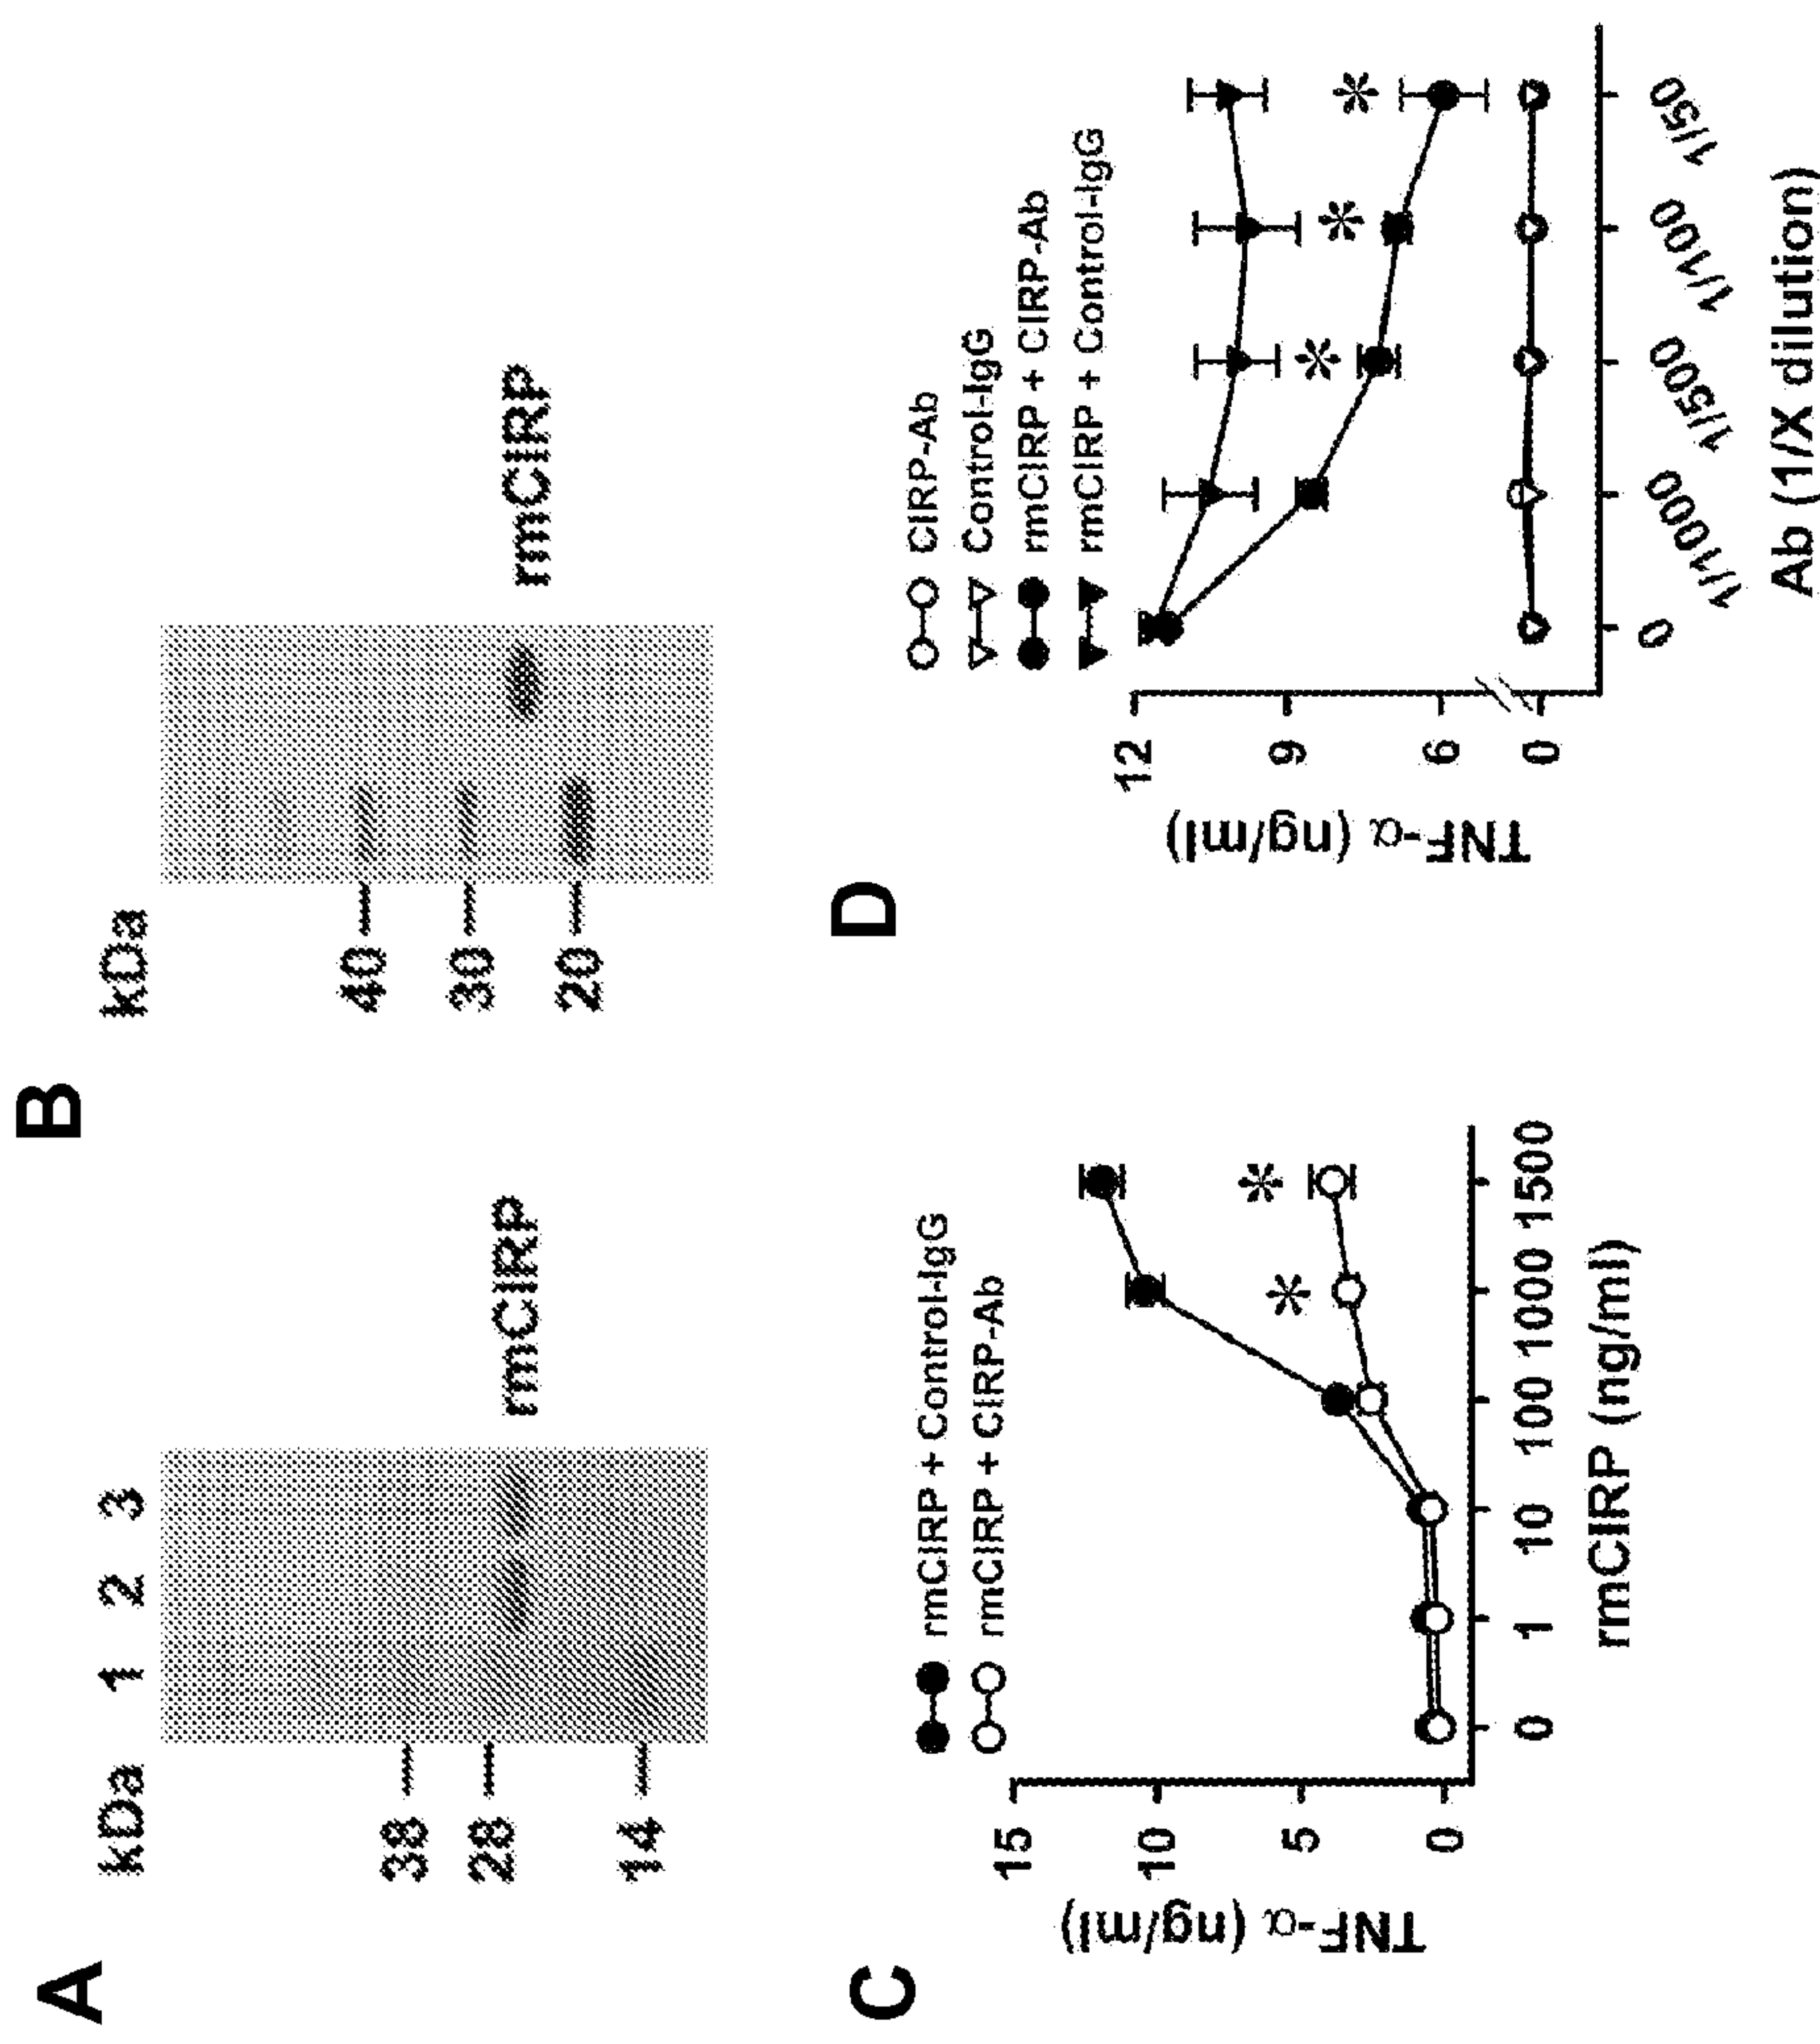 A
kDa 1 2 3
38
28
14
rmCIRP
B
kDa
40
30
20
rmCIRP
C
rmCIRP + Control-IgG
rmCIRP + CIRP-Ab
TNF-α (ng/ml)
15
10
5
0
0 1 10 100 1000 1500
rmCIRP (ng/ml)
*
*
D
CIRP-Ab
Control-IgG
rmCIRP + CIRP-Ab
rmCIRP + Control-IgG
TNF-α (ng/ml)
12
9
6
0
*
*
*
0 1/1000 1/500 1/100 1/50
Ab (1/X dilution)